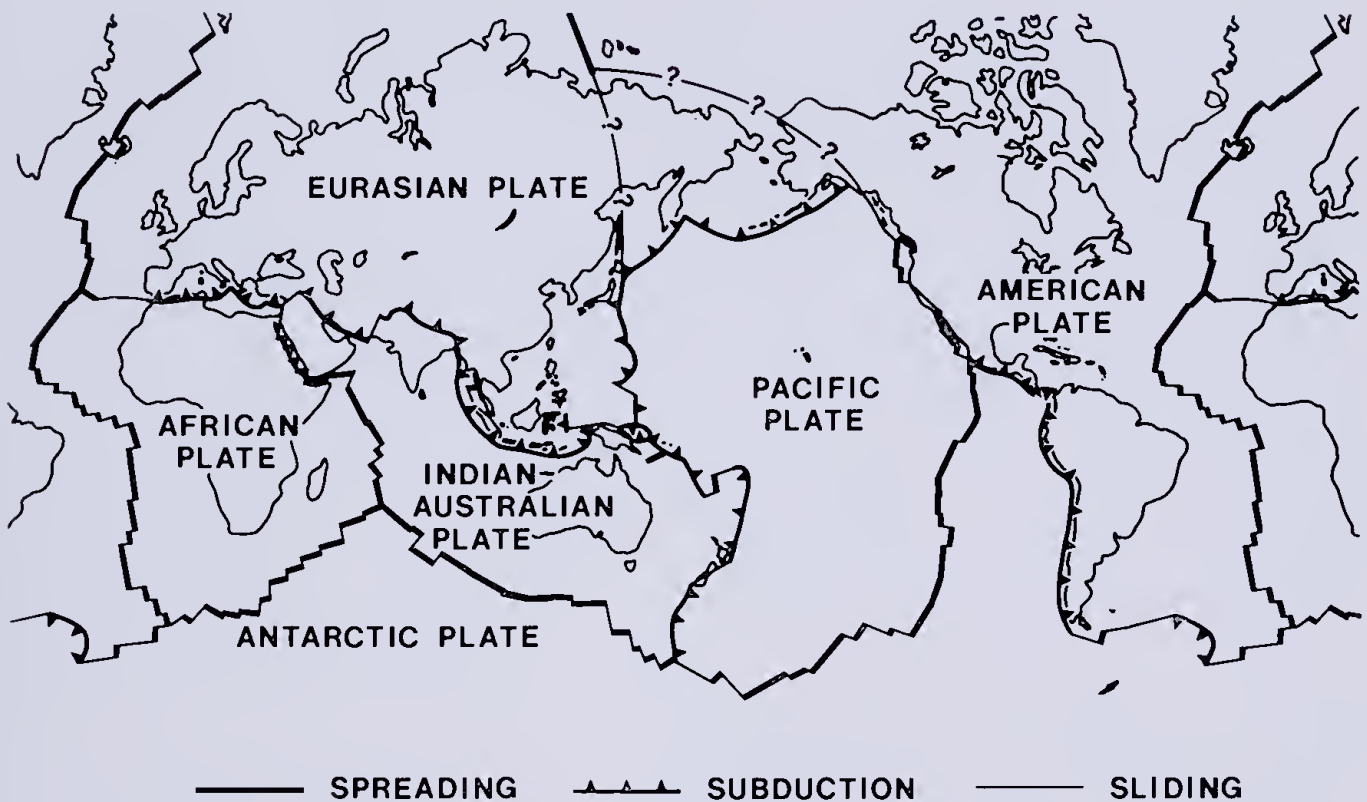 ?
?
?
?
?
EURASIAN PLATE
AMERICAN
PLATE
PACIFIC
PLATE
AFRICAN
PLATE
INDIAN-
AUSTRALIAN
PLATE
ANTARCTIC PLATE
SPREADING
SUBDUCTION
SLIDING